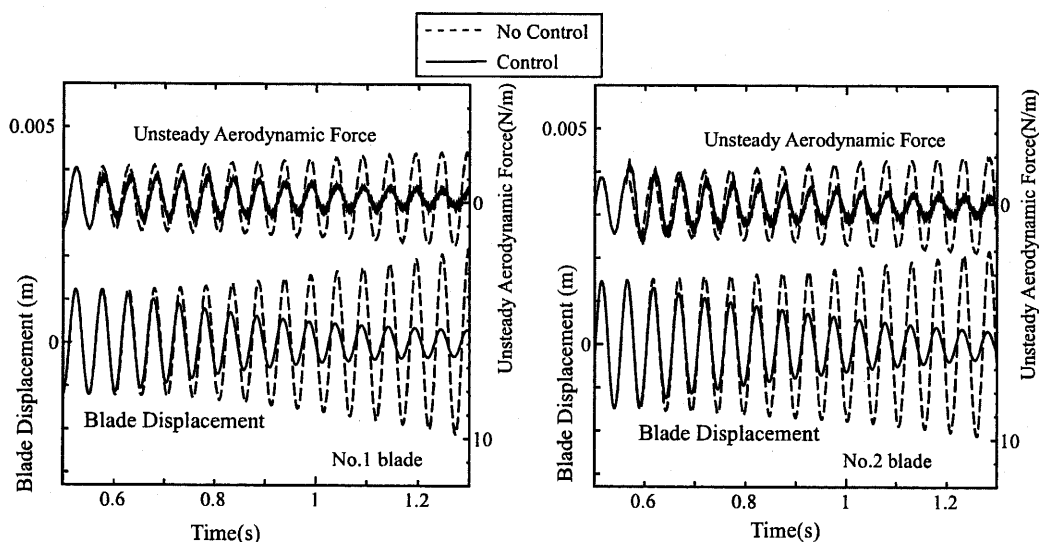 No Control
Control
Unsteady Aerodynamic Force
Blade Displacement
No.1 blade
Blade Displacement (m)
0.005
0
0.6
0.8
1
1.2
Time(s)
Unsteady Aerodynamic Force(N/m)
0
10
Unsteady Aerodynamic Force
Blade Displacement
No.2 blade
Blade Displacement (m)
0.005
0
0.6
0.8
1
1.2
Time(s)
Unsteady Aerodynamic Force(N/m)
0
10